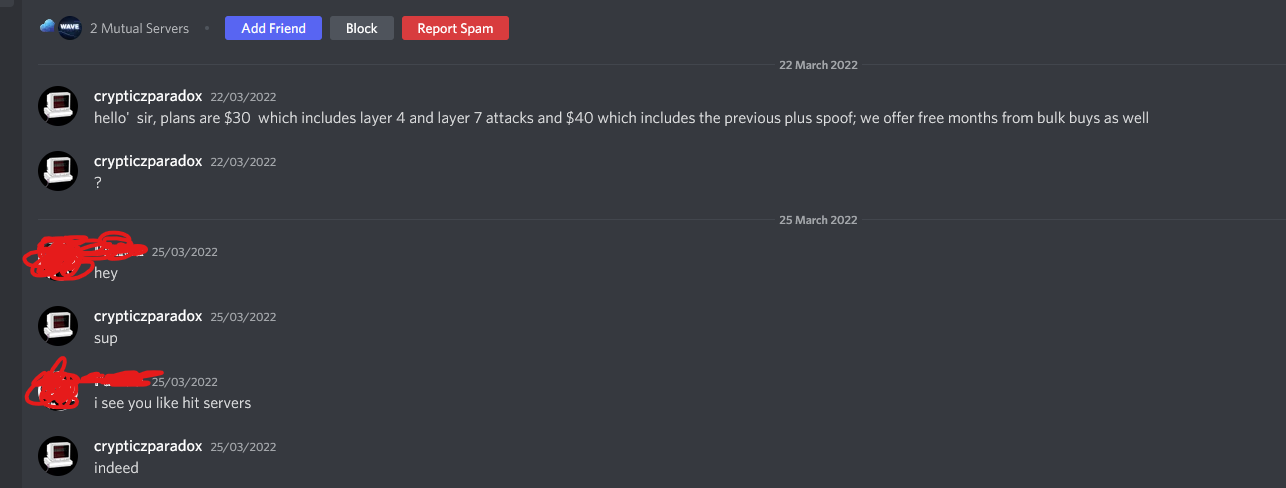 WAVE
2 Mutual Servers
Add Friend
Block
Report Spam
22 March 2022
crypticzparadox 22/03/2022
hello' sir, plans are $30 which includes layer 4 and layer 7 attacks and $40 which includes the previous plus spoof; we offer free months from bulk buys as well
crypticzparadox 22/03/2022
?
25 March 2022
25/03/2022
hey
crypticzparadox 25/03/2022
sup
25/03/2022
i see you like hit servers
crypticzparadox 25/03/2022
indeed